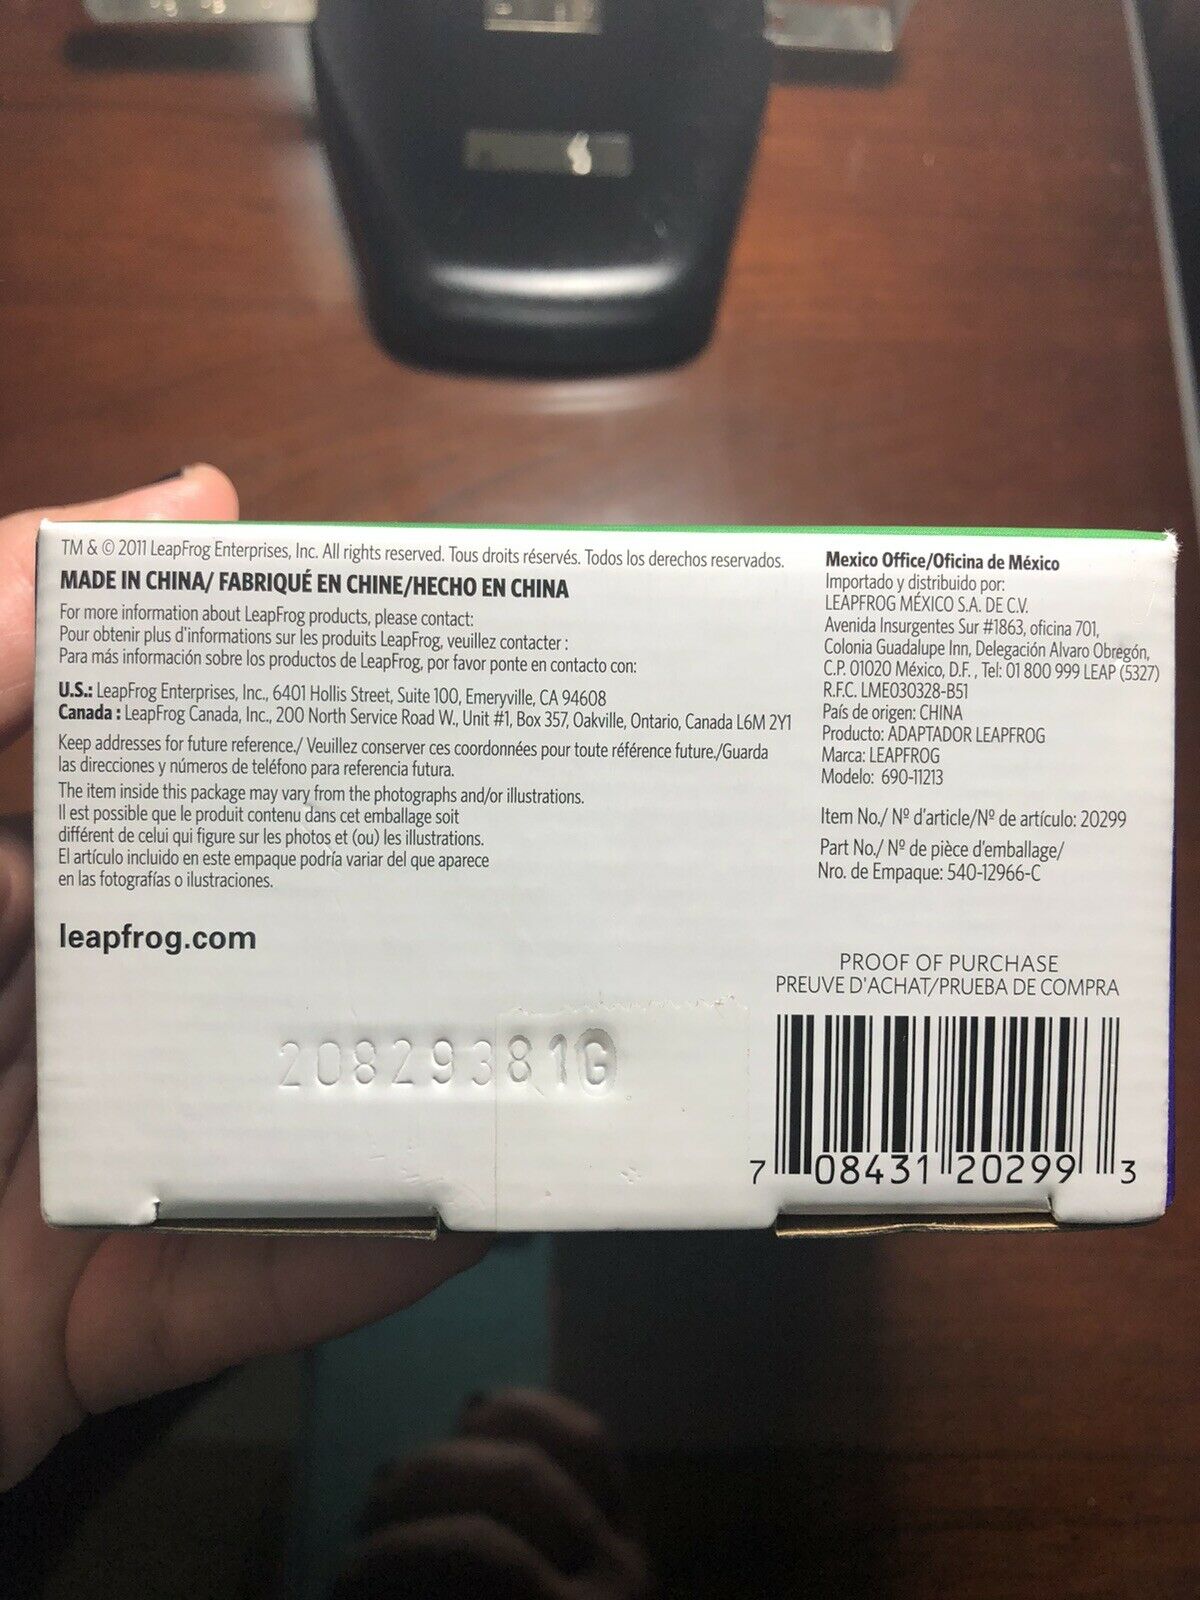 TM & © 2011 LeapFrog Enterprises, Inc. All rights reserved. Tous droits réservés. Todos los derechos reservados.
MADE IN CHINA/ FABRIQUÉ EN CHINE/HECHO EN CHINA
For more information about LeapFrog products, please contact:
Pour obtenir plus d'informations sur les produits LeapFrog, veuillez contacter :
Para más información sobre los productos de LeapFrog, por favor ponte en contacto con:
U.S.: LeapFrog Enterprises, Inc., 6401 Hollis Street, Suite 100, Emeryville, CA 94608
Canada : LeapFrog Canada, Inc., 200 North Service Road W., Unit #1, Box 357, Oakville, Ontario, Canada L6M 2Y1
Keep addresses for future reference./ Veuillez conserver ces coordonnées pour toute référence future./Guarda
las direcciones y números de teléfono para referencia futura.
The item inside this package may vary from the photographs and/or illustrations.
Il est possible que le produit contenu dans cet emballage soit
différent de celui qui figure sur les photos et (ou) les illustrations.
El artículo incluido en este empaque podría variar del que aparece
en las fotografías o ilustraciones.
leapfrog.com
20829381G
Mexico Office/Oficina de México
Importado y distribuido por:
LEAPFROG MÉXICO S.A. DE C.V.
Avenida Insurgentes Sur #1863, oficina 701,
Colonia Guadalupe Inn, Delegación Alvaro Obregón,
C.P. 01020 México, D.F. , Tel: 01 800 999 LEAP (5327)
R.F.C. LME030328-B51
País de origen: CHINA
Producto: ADAPTADOR LEAPFROG
Marca: LEAPFROG
Modelo: 690-11213
Item No./ Nº d'article/Nº de artículo: 20299
Part No./ Nº de pièce d'emballage/
Nro. de Empaque: 540-12966-C
PROOF OF PURCHASE
PREUVE D'ACHAT/PRUEBA DE COMPRA
7 08431 20299 3